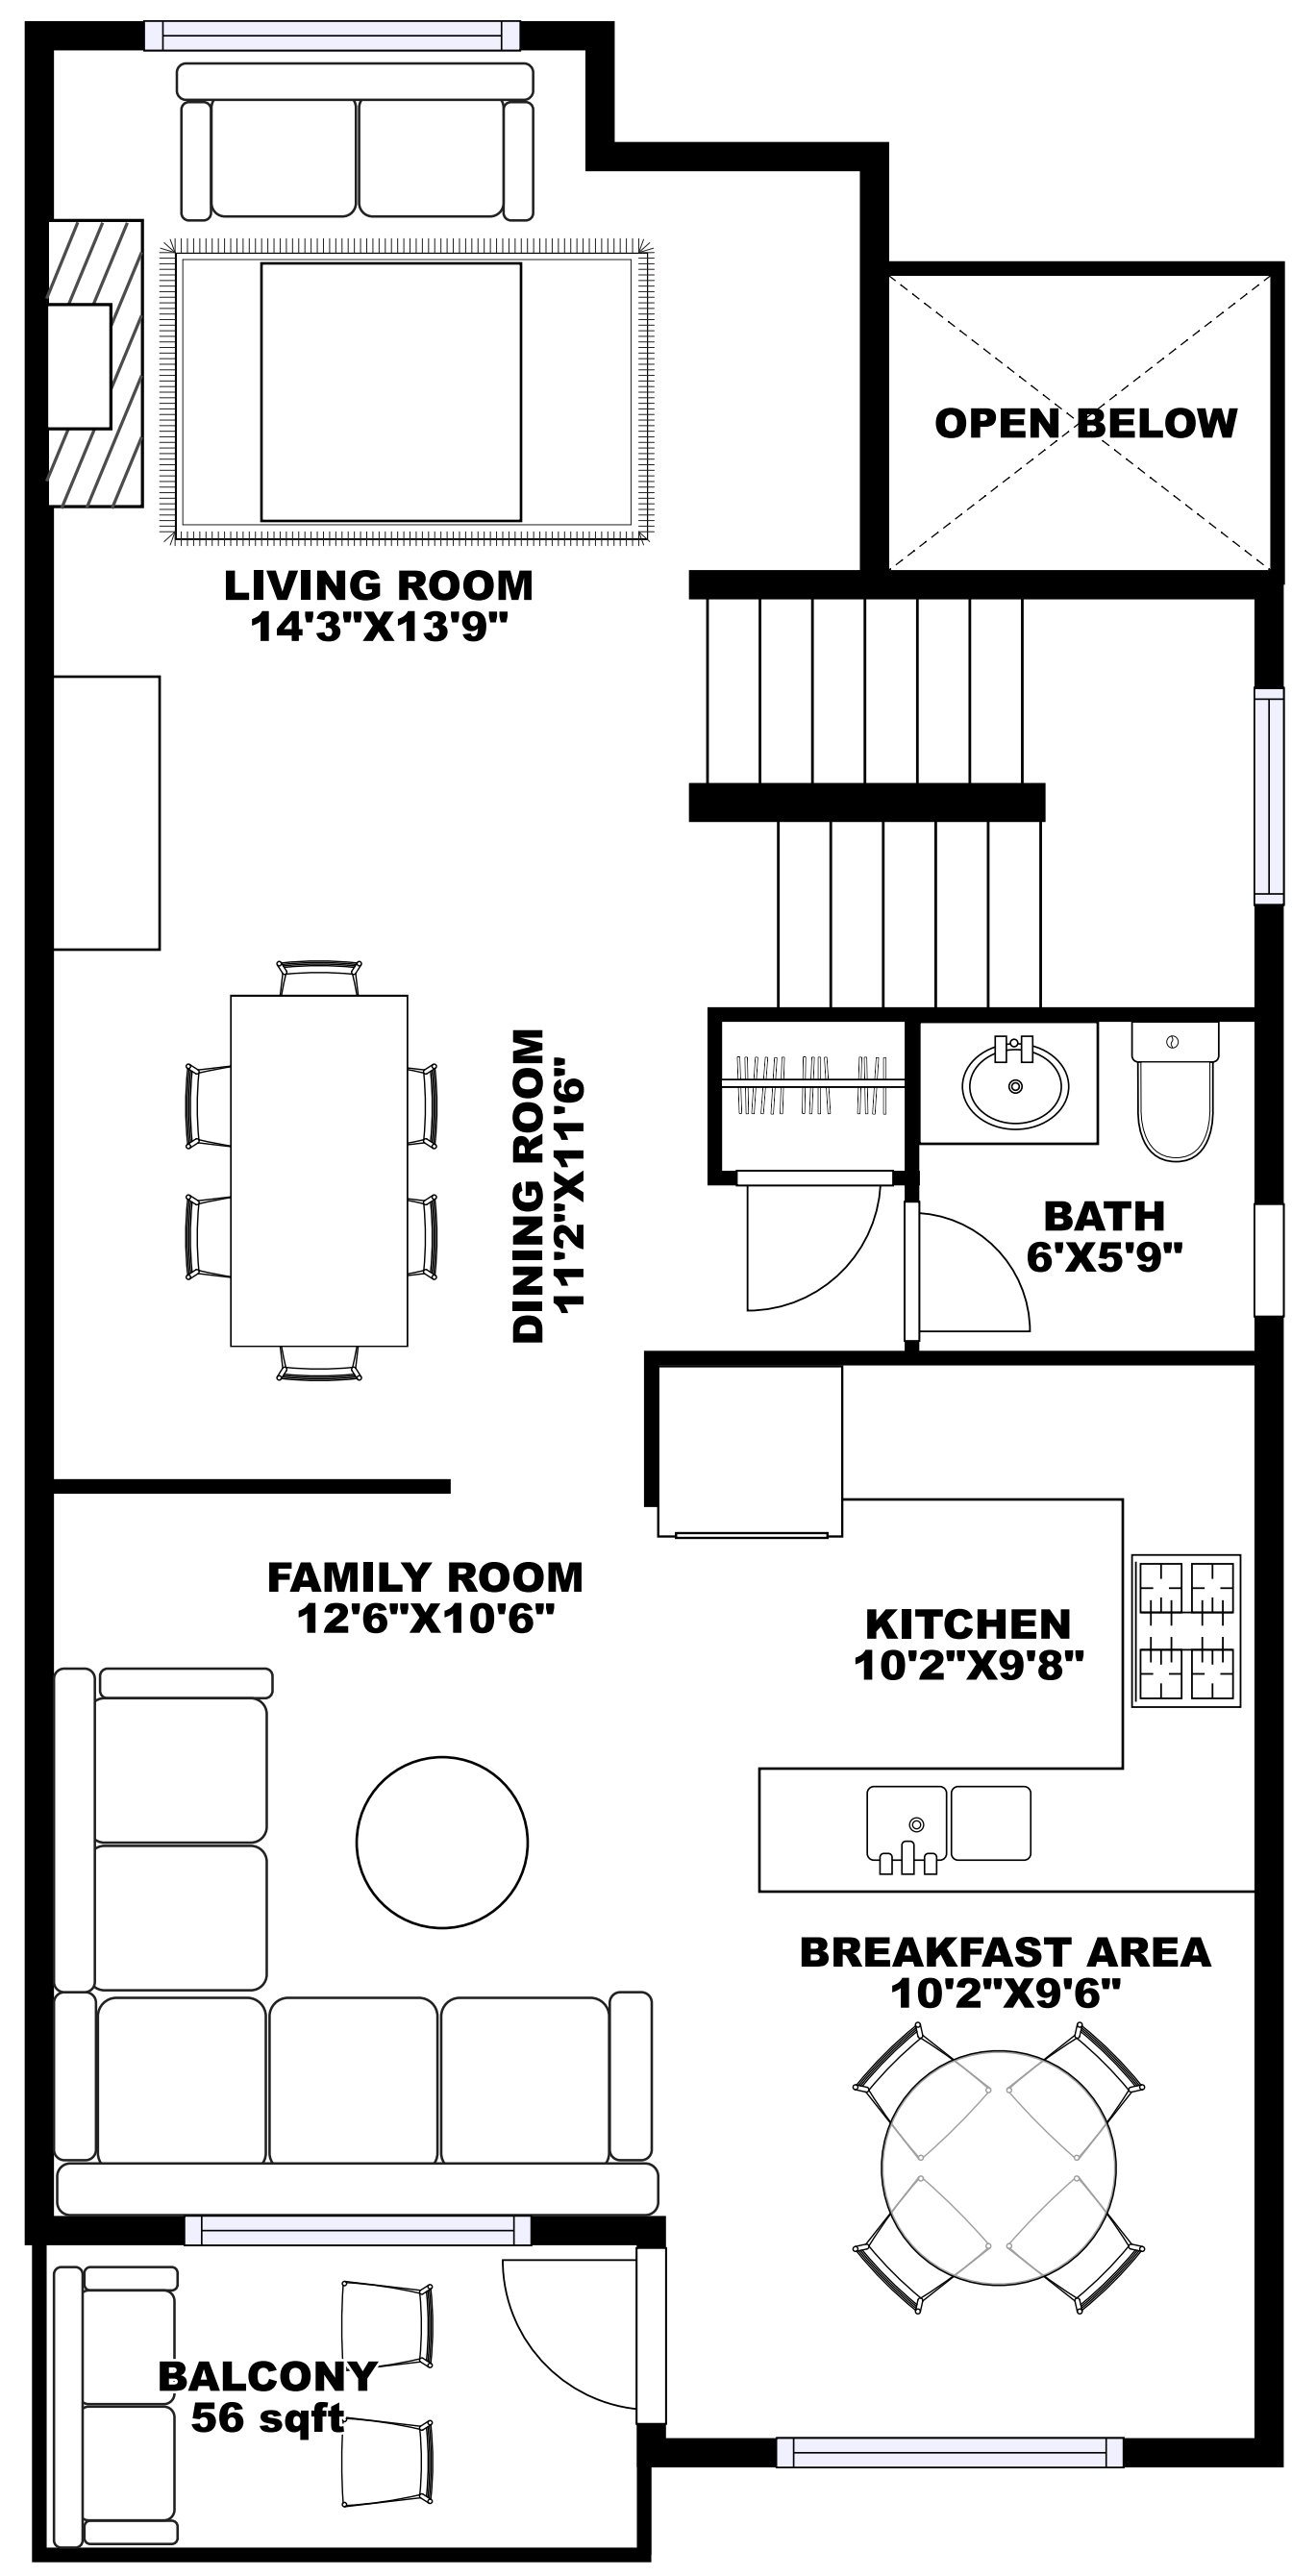 OPEN BELOW
LIVING ROOM
14'3"X13'9"
DINING ROOM
11'2"X11'6"
BATH
6'X5'9"
FAMILY ROOM
12'6"X10'6"
KITCHEN
10'2"X9'8"
BREAKFAST AREA
10'2"X9'6"
BALCONY
56 sqft